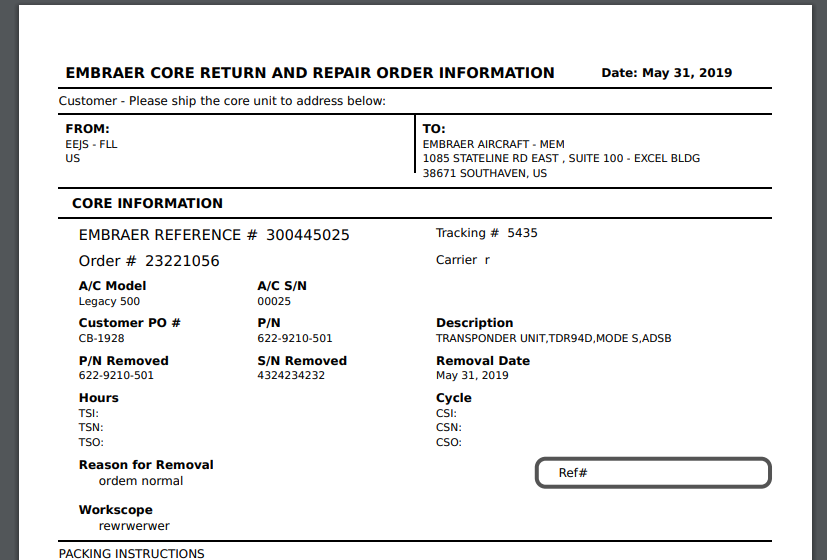 EMBRAER CORE RETURN AND REPAIR ORDER INFORMATION Date: May 31, 2019
Customer - Please ship the core unit to address below:
FROM:
EEJS - FLL
US
TO:
EMBRAER AIRCRAFT - MEM
1085 STATELINE RD EAST , SUITE 100 - EXCEL BLDG
38671 SOUTHAVEN, US
CORE INFORMATION
EMBRAER REFERENCE # 300445025 Tracking # 5435
Order # 23221056 Carrier r
A/C Model A/C S/N
Legacy 500 00025
Customer PO # P/N Description
CB-1928 622-9210-501 TRANSPONDER UNIT,TDR94D,MODE S,ADSB
P/N Removed S/N Removed Removal Date
622-9210-501 4324234232 May 31, 2019
Hours Cycle
TSI: CSI:
TSN: CSN:
TSO: CSO:
Reason for Removal
ordem normal
Ref#
Workscope
rewrwerwer
PACKING INSTRUCTIONS